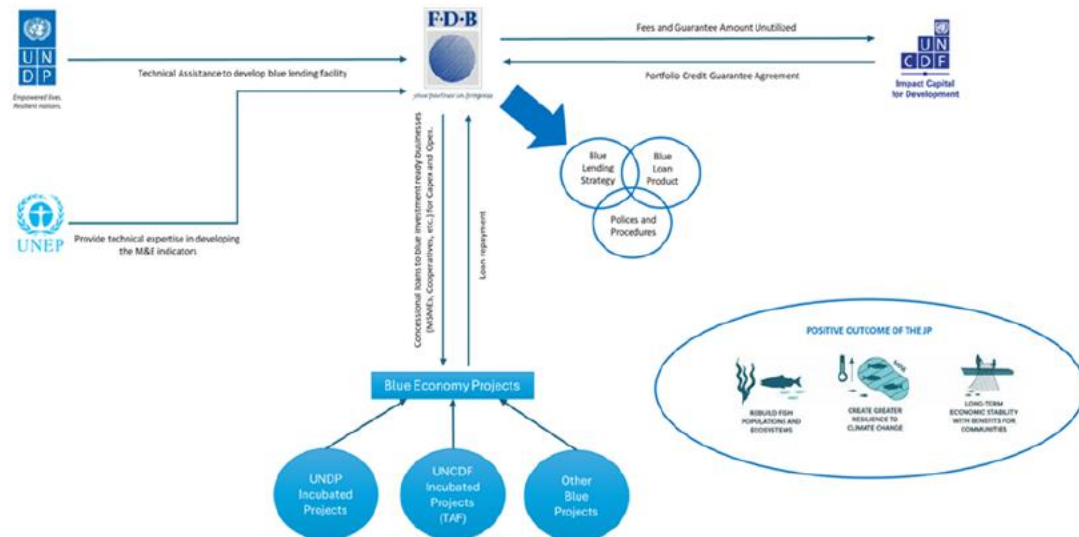 U N
D P
Empowered lives.
Resilient nations.
Technical Assistance to develop blue lending facility
F·D·B
your partner in progress
Fees and Guarantee Amount Unutilized
Portfolio Credit Guarantee Agreement
UN
CDF
Impact Capital
for Development
UNEP
Provide technical expertise in developing
the M&E indicators
Concessional loans to blue investment ready businesses
(MSMEs, Cooperatives, etc.) for Capex and Opex.
Loan repayment
Blue
Lending
Strategy
Blue
Loan
Product
Polices and
Procedures
Blue Economy Projects
UNDP
Incubated
Projects
UNCDF
Incubated
Projects
(TAF)
Other
Blue
Projects
POSITIVE OUTCOME OF THE JP
REBUILD FISH
POPULATIONS AND
ECOSYSTEMS
CREATE GREATER
RESILIENCE TO
CLIMATE CHANGE
LONG-TERM
ECONOMIC STABILITY
WITH BENEFITS FOR
COMMUNITIES